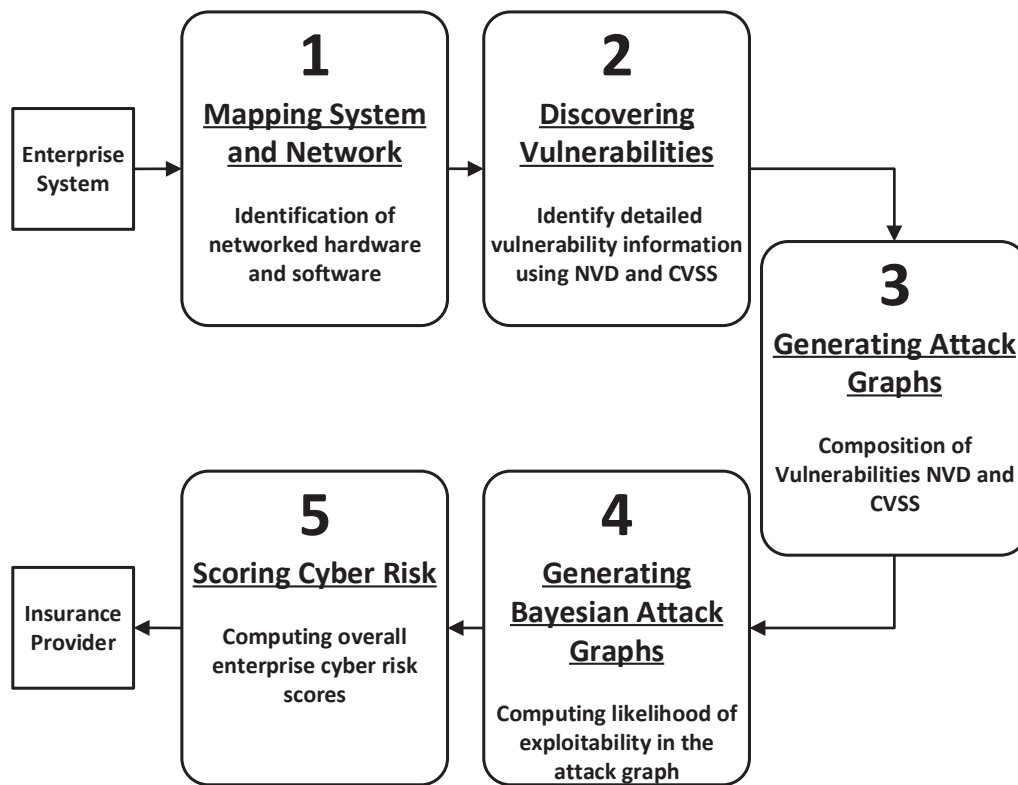 Enterprise
System
1
Mapping System
and Network
Identification of
networked hardware
and software
2
Discovering
Vulnerabilities
Identify detailed
vulnerability information
using NVD and CVSS
3
Generating Attack
Graphs
Composition of
Vulnerabilities NVD and
CVSS
4
Generating
Bayesian Attack
Graphs
Computing likelihood of
exploitability in the
attack graph
5
Scoring Cyber Risk
Computing overall
enterprise cyber risk
scores
Insurance
Provider